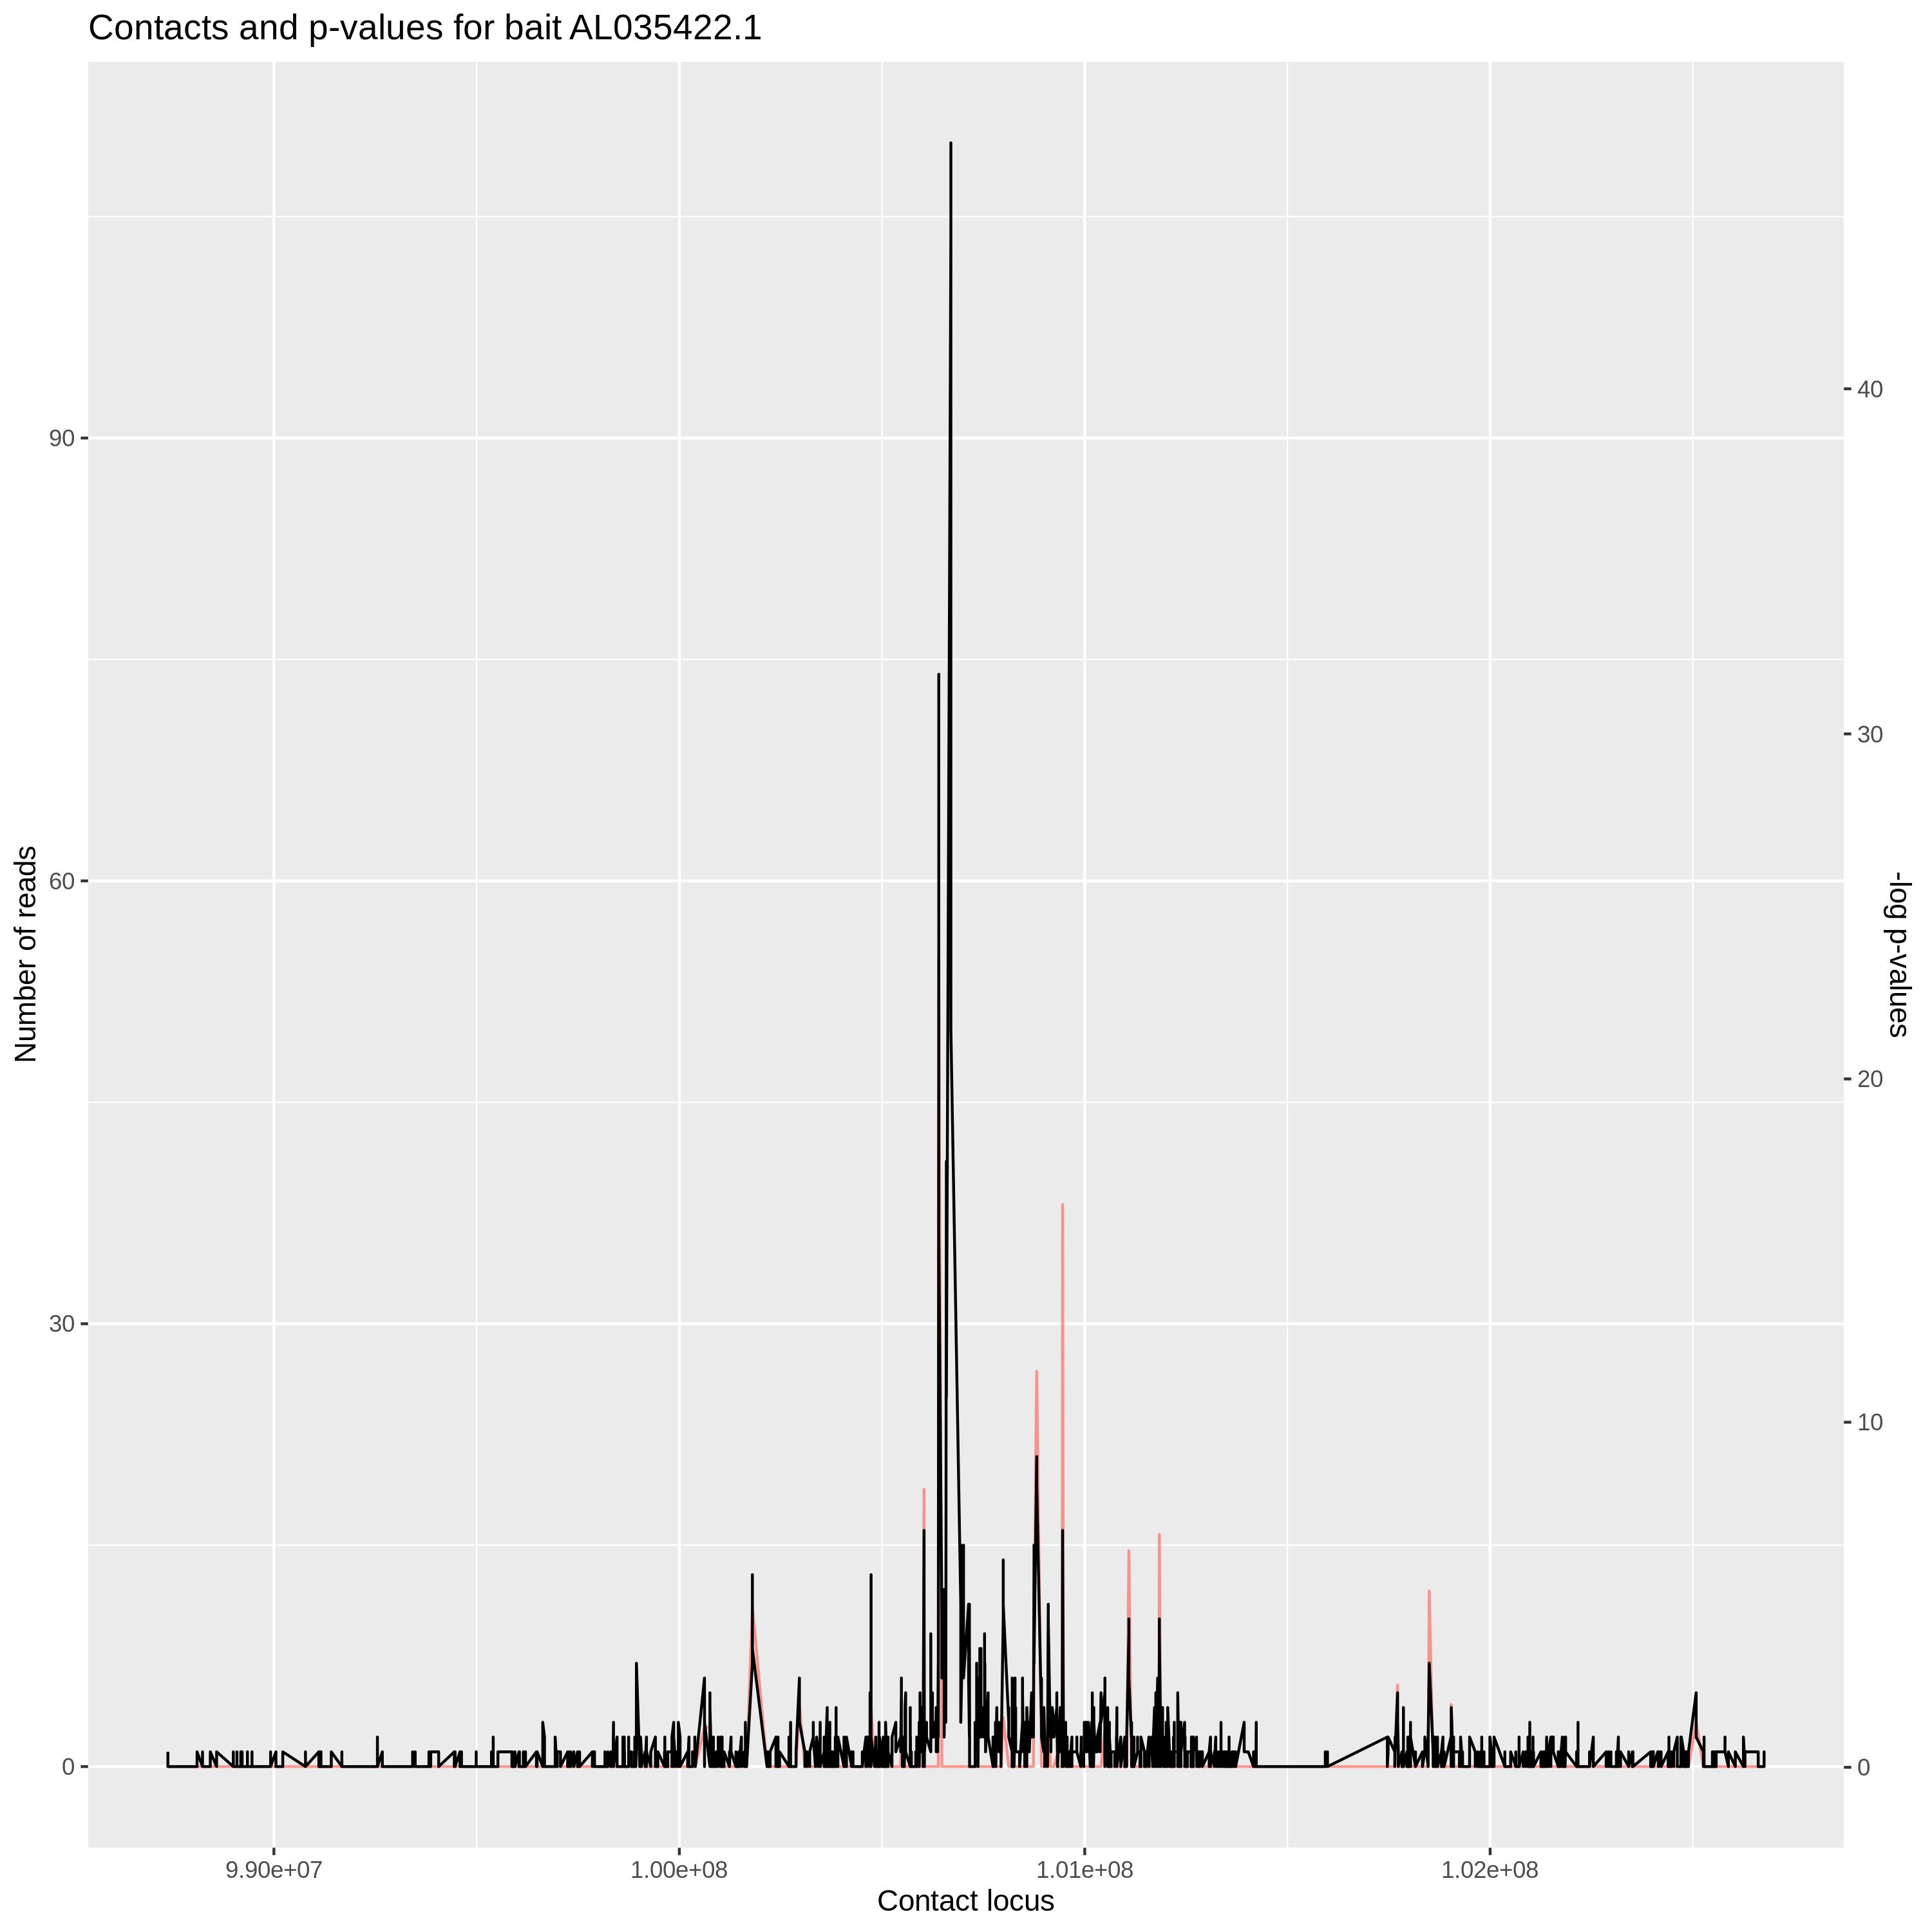 Contacts and p-values for bait AL035422.1
Number of reads
90
60
30
0
40
30
20
10
0
-log p-values
9.90e+07 1.00e+08 1.01e+08 1.02e+08
Contact locus